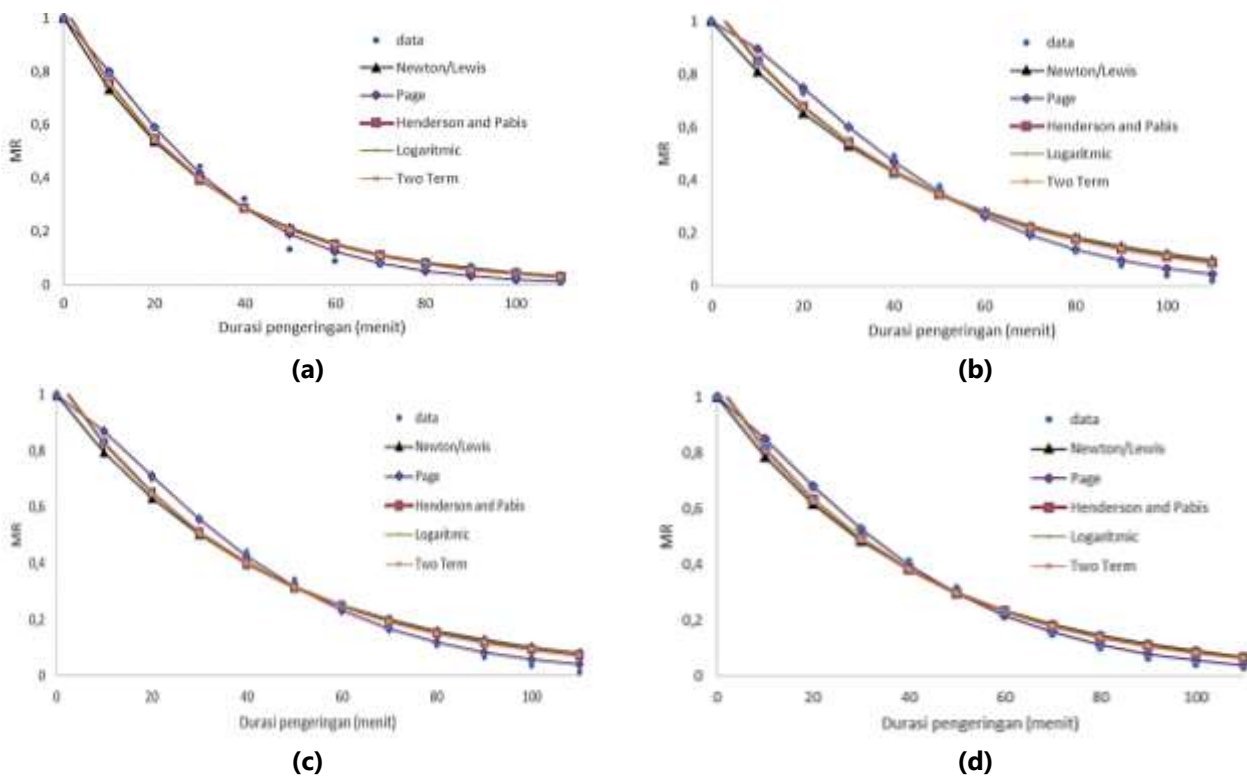 1
0,8
0,6
0,4
0,2
0
MR
0 20 40 60 80 100
Durasi pengeringan (menit)
data
Newton/Lewis
Page
Henderson and Pabis
Logaritmic
Two Term
(a)
1
0,8
0,6
0,4
0,2
0
MR
0 20 40 60 80 100
Durasi pengeringan (menit)
data
Newton/Lewis
Page
Henderson and Pabis
Logaritmic
Two Term
(b)
1
0,8
0,6
0,4
0,2
0
MR
0 20 40 60 80 100
Durasi pengeringan (menit)
data
Newton/Lewis
Page
Henderson and Pabis
Logaritmic
Two Term
(c)
1
0,8
0,6
0,4
0,2
0
MR
0 20 40 60 80 100
Durasi pengeringan (menit)
data
Newton/Lewis
Page
Henderson and Pabis
Logaritmic
Two Term
(d)